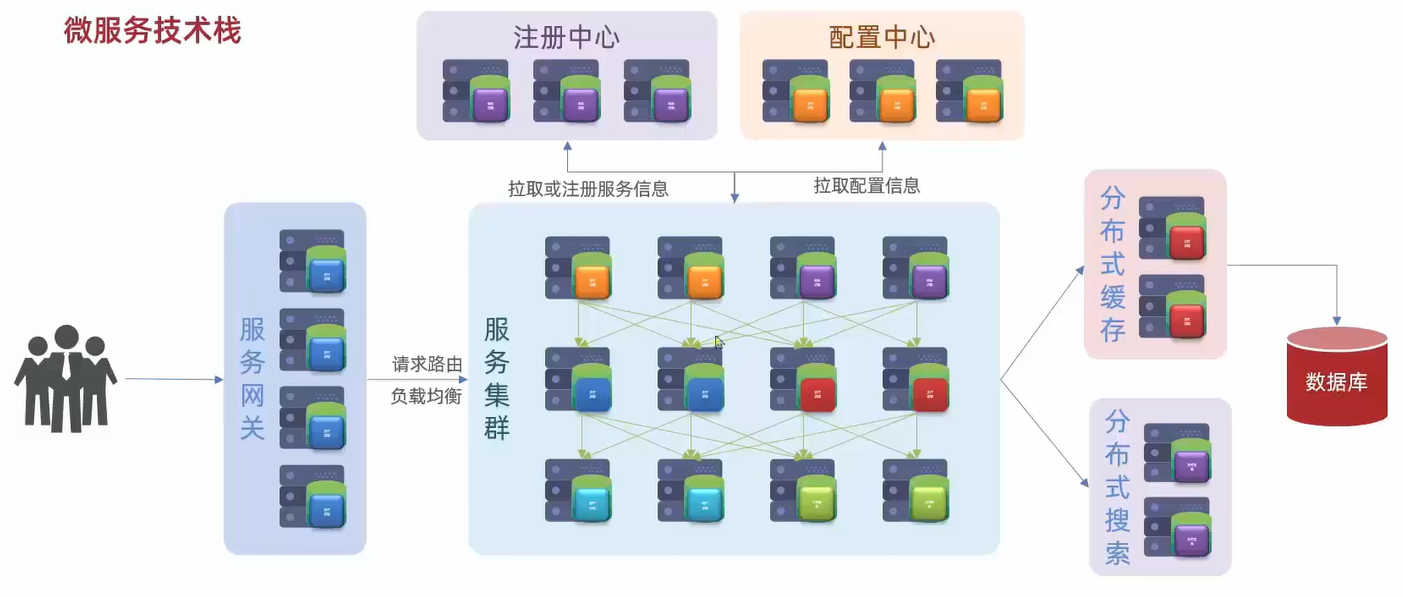 微服务技术栈
注册中心
配置中心
拉取或注册服务信息
拉取配置信息
服务网关
请求路由
负载均衡
服务集群
分布式缓存
数据库
分布式搜索